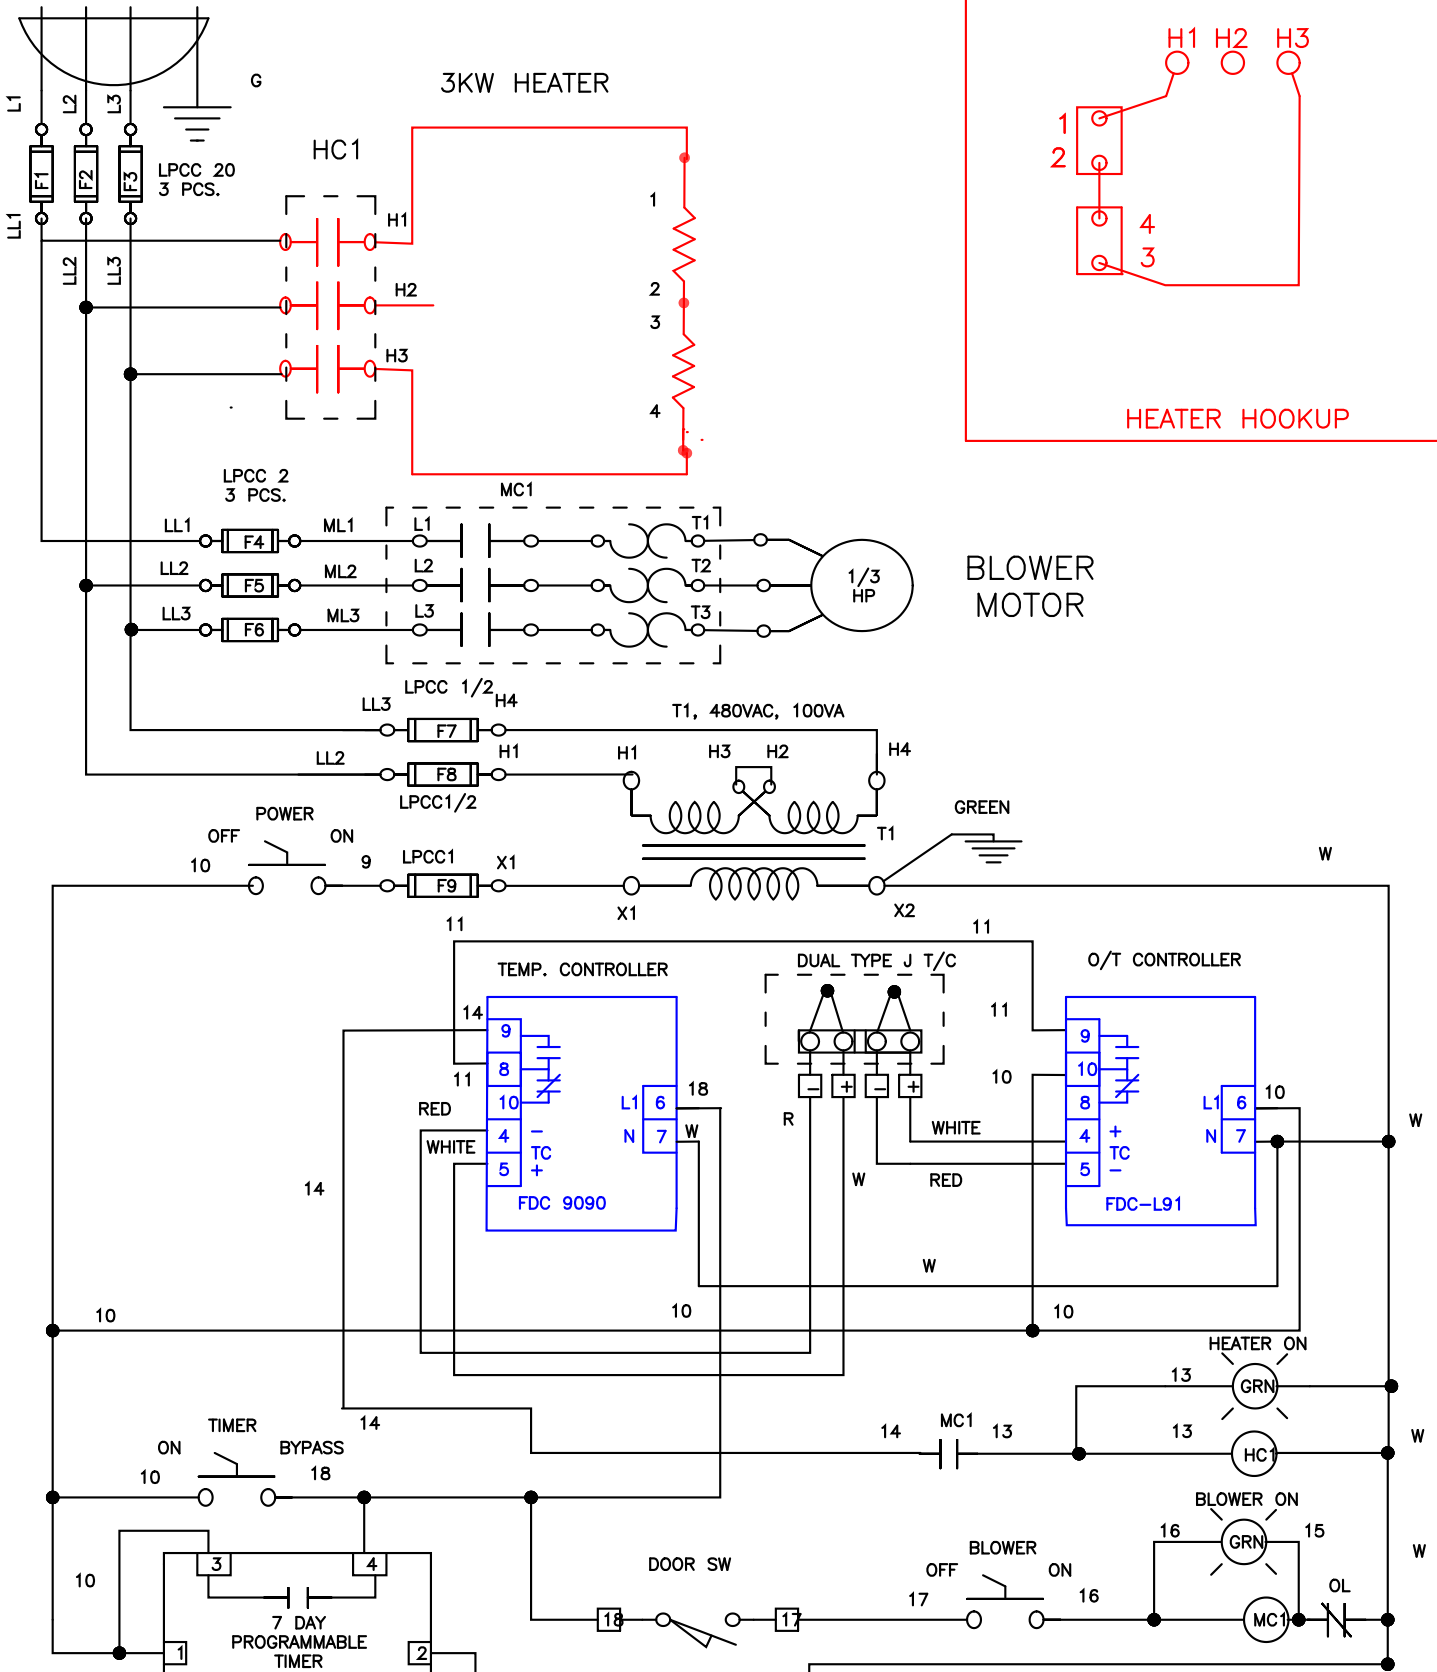 H1 H2 H3
G
3KW HEATER
L1
L2
L3
1
HC1
F1
F2
F3
LPCC 20
3 PCS.
2
1
LL1
H1
4
LL2
LL3
H2
2
3
3
H3
4
HEATER HOOKUP
LPCC 2
3 PCS.
MC1
LL1
F4
ML1
L1
T1
LL2
F5
ML2
L2
T2
1/3
HP
BLOWER
MOTOR
LL3
F6
ML3
L3
T3
LPCC 1/2
LL3
F7
H4
T1, 480VAC, 100VA
LL2
F8
H1
H1
H3
H2
H4
LPCC1/2
POWER
GREEN
OFF
ON
T1
10
9
LPCC1
F9
X1
W
X1
X2
11
11
TEMP. CONTROLLER
DUAL TYPE J T/C
O/T CONTROLLER
14
9
11
9
11
8
10
10
10
8
RED
L1 6
18
- + - +
L1 6
10
4 -
N 7
W
R
WHITE
4 +
N 7
W
WHITE
TC
TC
5 +
W
RED
5 -
14
FDC 9090
FDC-L91
W
10
10
10
HEATER ON
13
GRN
14
TIMER
MC1
ON
BYPASS
14
13
13
HC1
W
10
18
BLOWER ON
16
GRN
15
3
4
DOOR SW
BLOWER
W
10
OFF
ON
OL
17
16
18
17
MC1
7 DAY
PROGRAMMABLE
TIMER
1
2